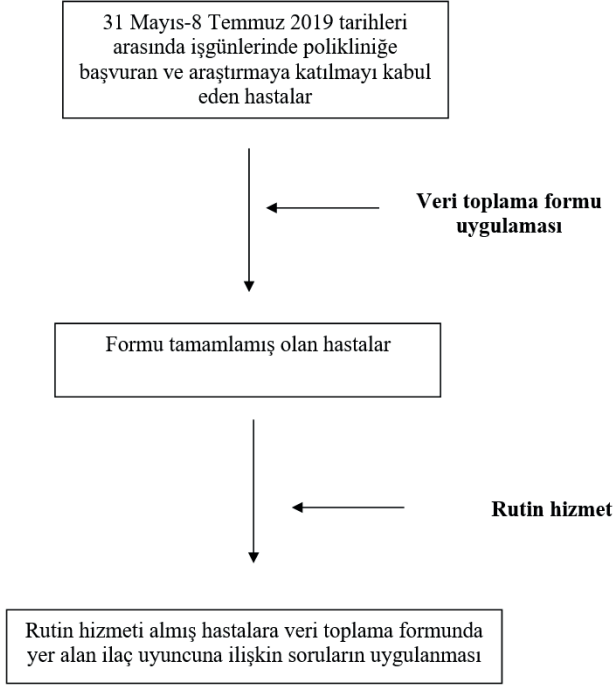 31 Mayıs-8 Temmuz 2019 tarihleri
arasında işgünlerinde polikliniğe
başvuran ve araştırmaya katılmayı kabul
eden hastalar
Veri toplama formu
uygulaması
Formu tamamlamış olan hastalar
Rutin hizmet
Rutin hizmeti almış hastalara veri toplama formunda
yer alan ilaç uyuncuna ilişkin soruların uygulanması